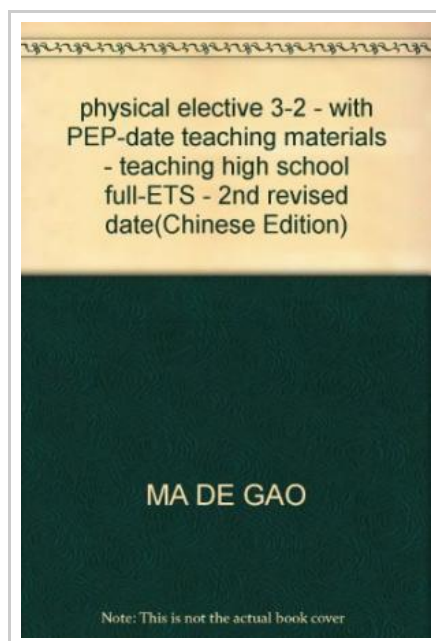 physical elective 3-2 - with
PEP-date teaching materials
- teaching high school
full-ETS - 2nd revised
date(Chinese Edition)
MA DE GAO
Note: This is not the actual book cover